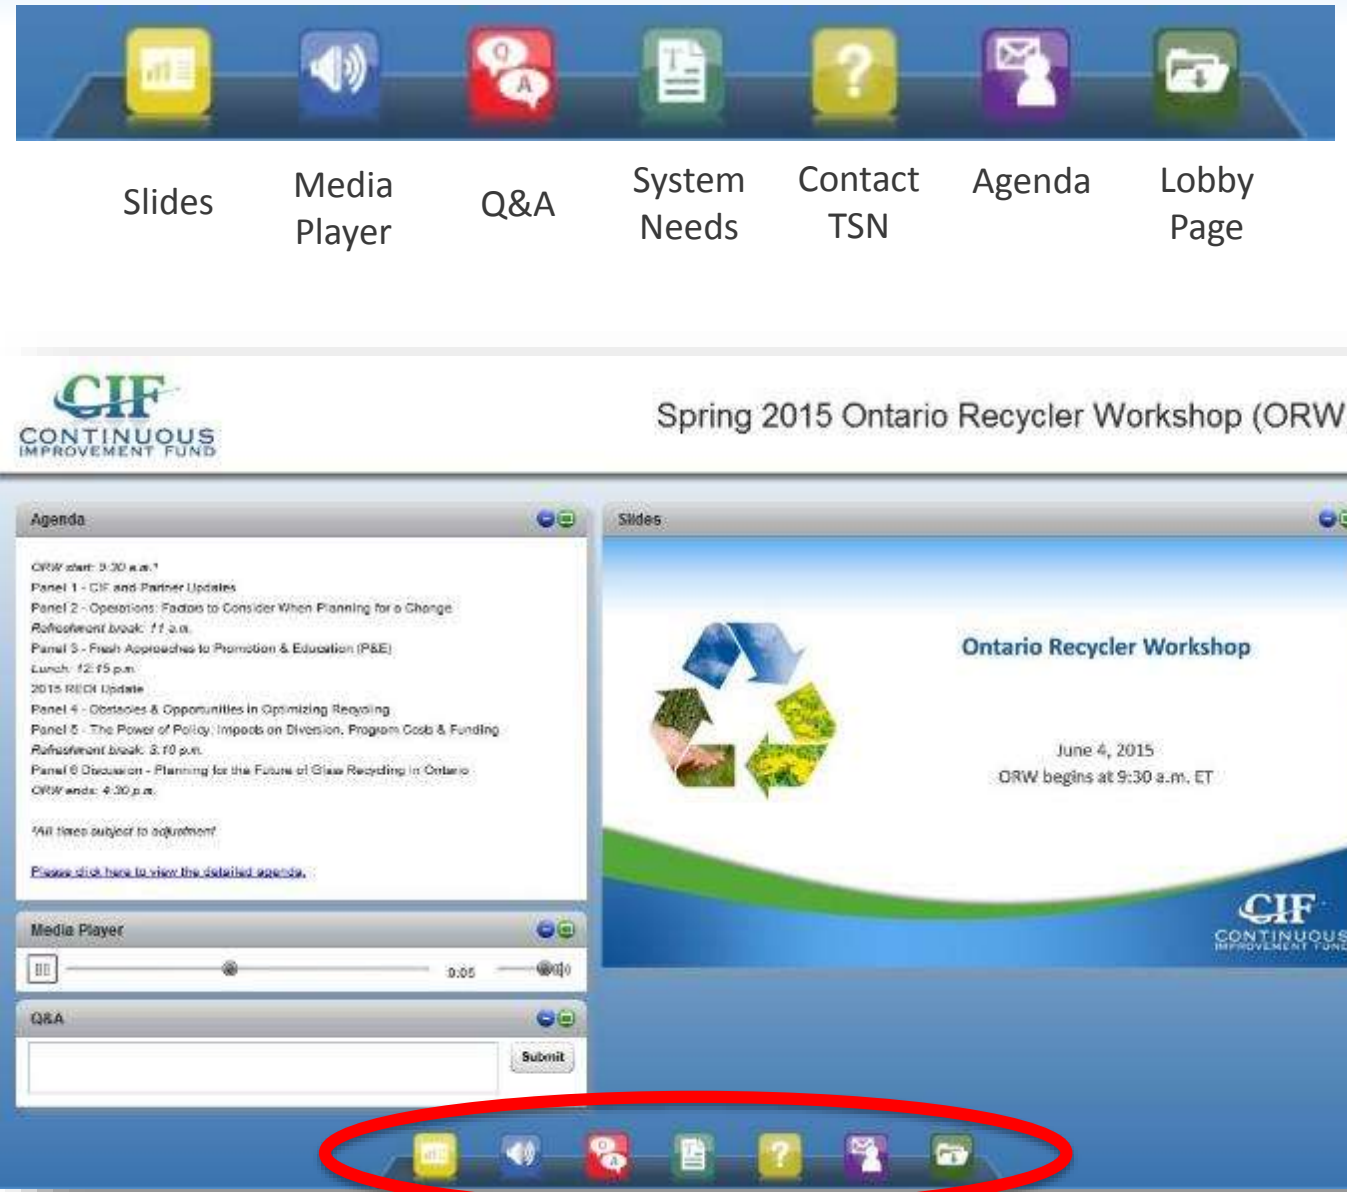 Q
A
T
?
Slides
Media
Player
Q&A
System
Needs
Contact
TSN
Agenda
Lobby
Page
CIF
CONTINUOUS
IMPROVEMENT FUND
Spring 2015 Ontario Recycler Workshop (ORW
Agenda
ORW start: 9:30 a.m.*
Panel 1 - CIF and Partner Updates
Panel 2 - Operations: Factors to Consider When Planning for a Change
Refreshment break: 11 a.m.
Panel 3 - Fresh Approaches to Promotion & Education (P&E)
Lunch: 12:15 p.m.
2015 REOI Update
Panel 4 - Obstacles & Opportunities in Optimizing Recycling
Panel 5 - The Power of Policy: Impacts on Diversion, Program Costs & Funding
Refreshment break: 3:10 p.m.
Panel 6 Discussion - Planning for the Future of Glass Recycling in Ontario
ORW ends: 4:30 p.m.
*All times subject to adjustment
Please click here to view the detailed agenda.
Media Player
9:05
Q&A
Submit
Slides
Ontario Recycler Workshop
June 4, 2015
ORW begins at 9:30 a.m. ET
CIF
CONTINUOUS
IMPROVEMENT FUND
Q
A
T
?